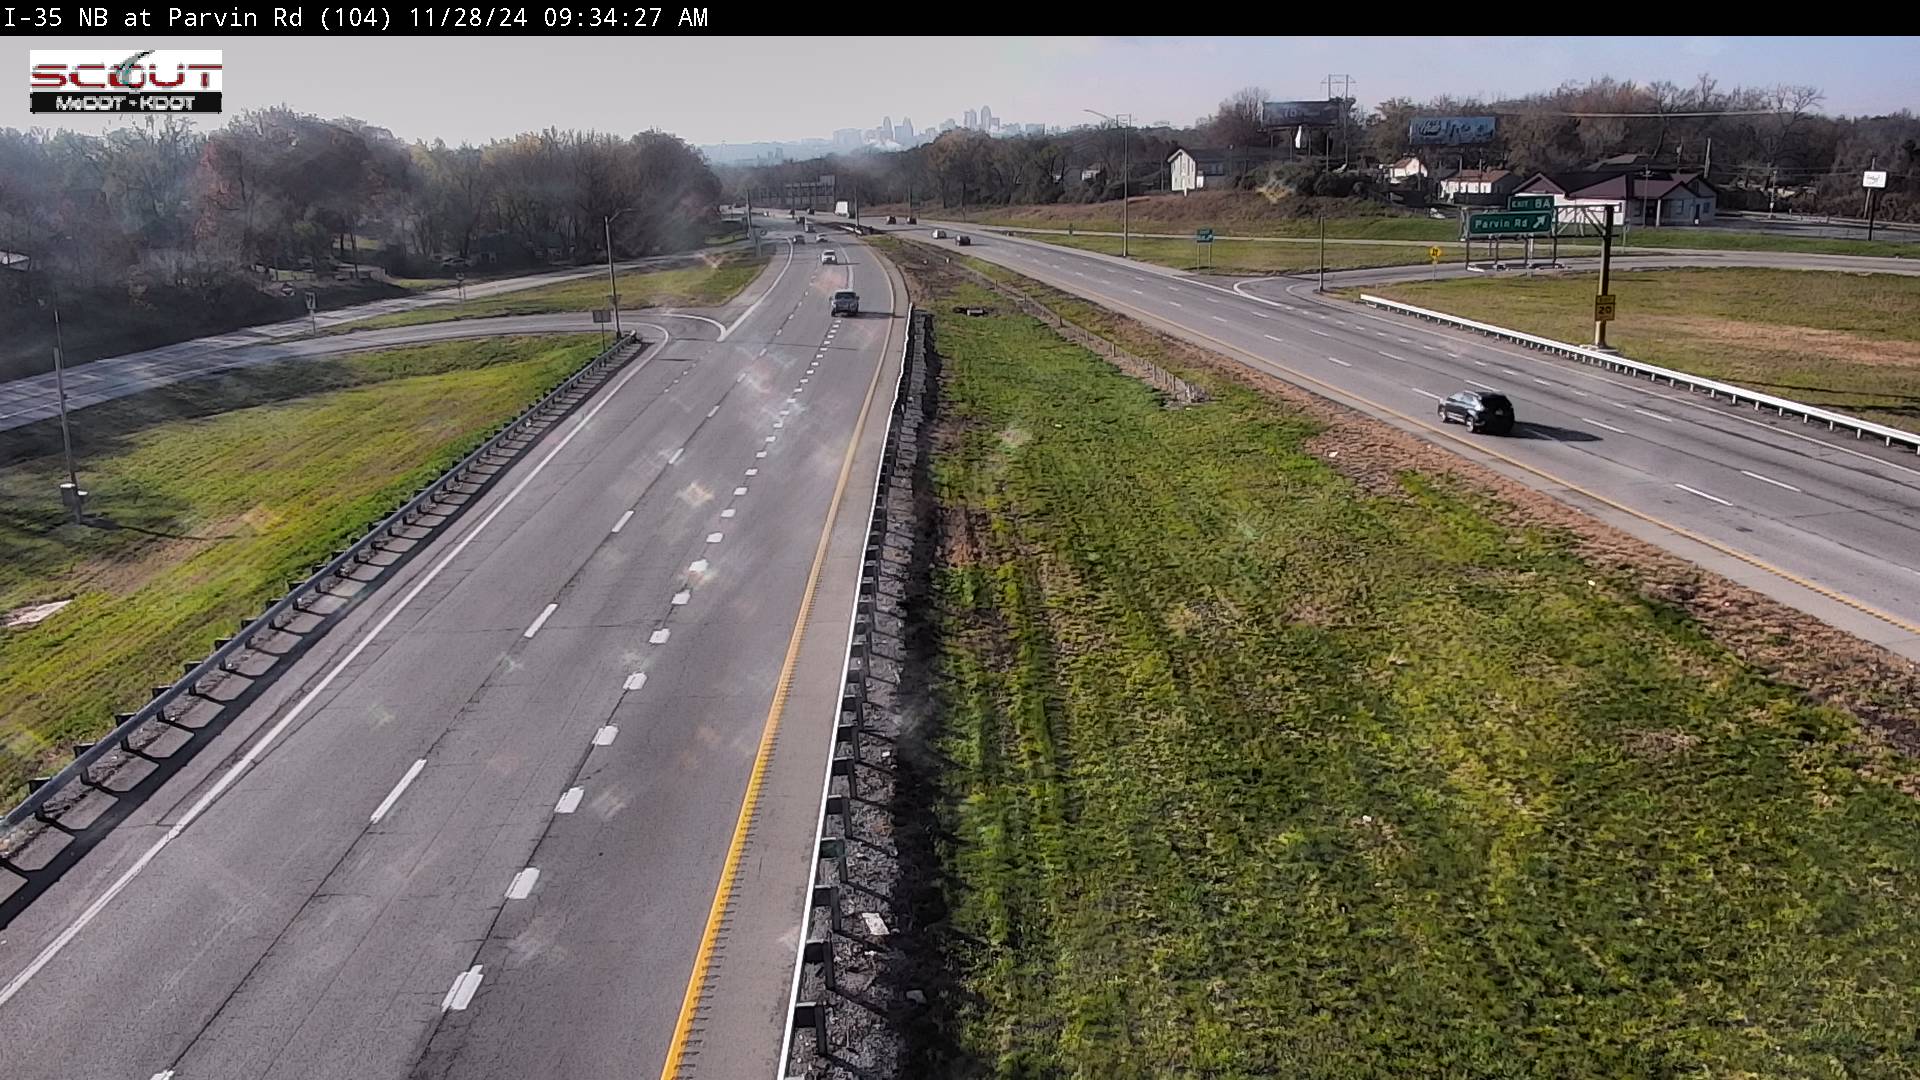 I-35 NB at Parvin Rd (104) 11/28/24 09:34:27 AM
SCOUT
MoDOT - KDOT
EXIT 8A
Parvin Rd
20